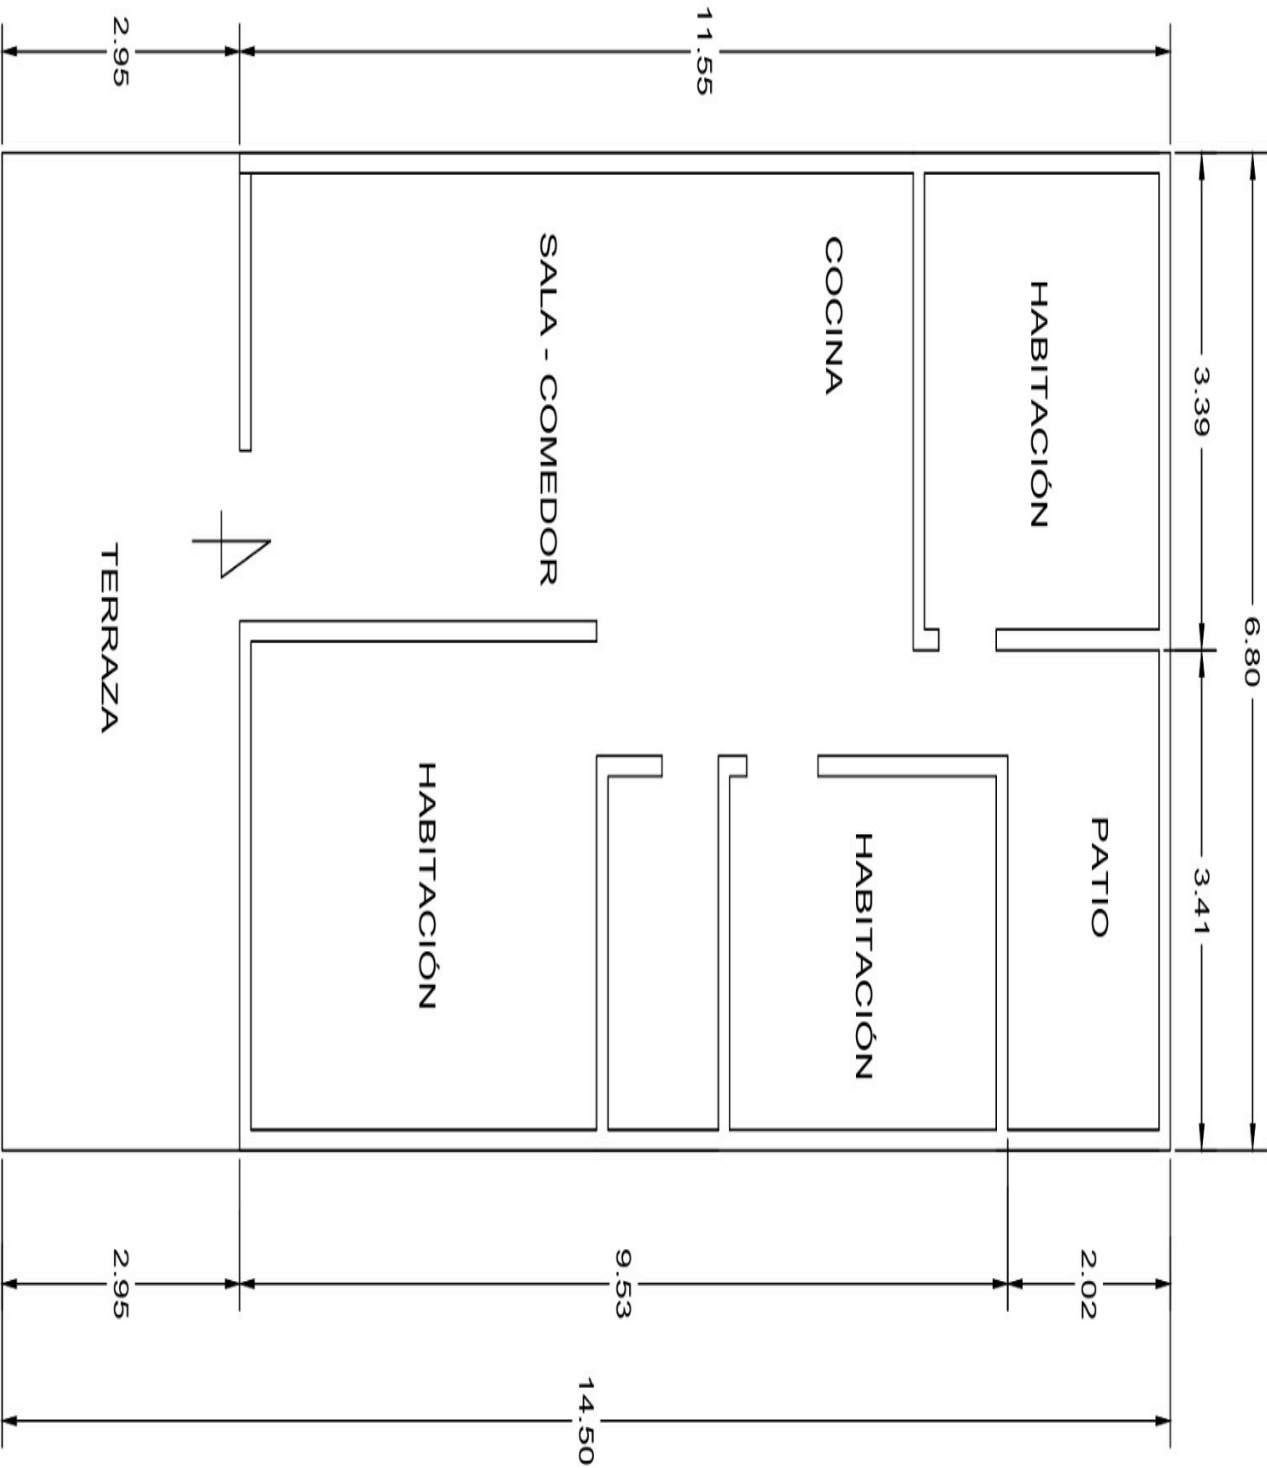 6.80
3.39
3.41
HABITACIÓN
PATIO
2.02
COCINA
HABITACIÓN
11.55
9.53
SALA - COMEDOR
14.50
HABITACIÓN
2.95
TERRAZA
2.95